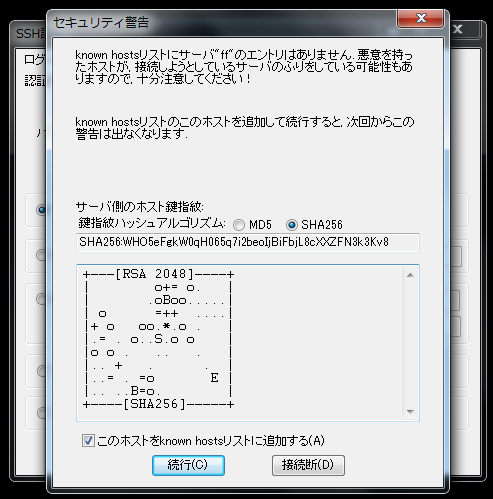 セキュリティ警告
SSH
ログ
認証
known hostsリストにサーバ"ff"のエントリはありません. 悪意を持っ
たホストが, 接続しようとしているサーバのふりをしている可能性もあ
りますので, 十分注意してください!
known hostsリストのこのホストを追加して続行すると, 次回からこの
警告は出なくなります.
サーバ側のホスト鍵指紋:
鍵指紋ハッシュアルゴリズム: MD5 SHA256
SHA256:WHO5eFgkW0qH065q7i2beoIjBiFbjL8cXXZFN3k3Kv8
+---[RSA 2048]----+
|        o+= o.   |
|       .oBoo.....|
| o      =++  ....|
|+ o   oo.*.o .   |
|.= . o..S.o o    |
|o o .    ..   .  |
|.. +   .      .  |
|..= .  =o      E |
|.. ..B=o.        |
+----[SHA256]-----+
このホストをknown hostsリストに追加する(A)
続行(C) 接続断(D)